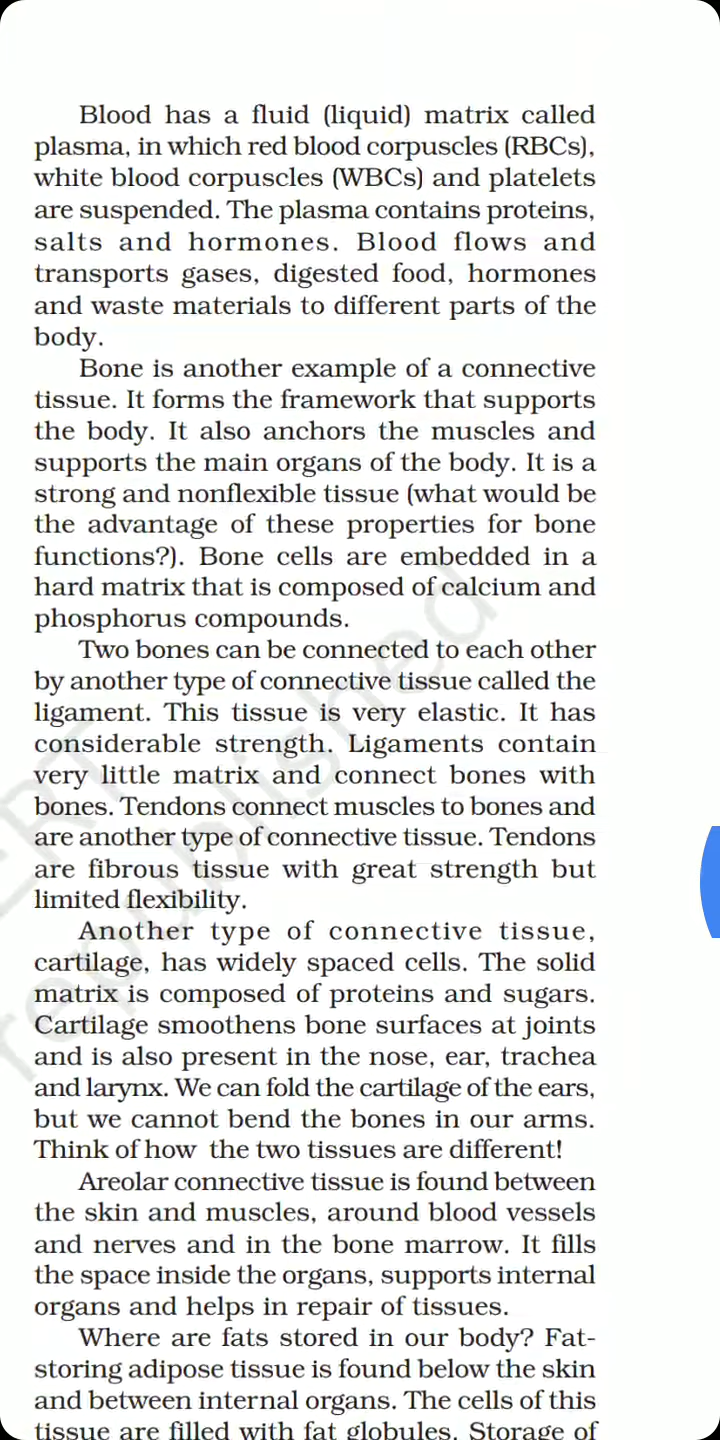 Blood has a fluid (liquid) matrix called
plasma, in which red blood corpuscles (RBCs),
white blood corpuscles (WBCs) and platelets
are suspended. The plasma contains proteins,
salts and hormones. Blood flows and
transports gases, digested food, hormones
and waste materials to different parts of the
body.
Bone is another example of a connective
tissue. It forms the framework that supports
the body. It also anchors the muscles and
supports the main organs of the body. It is a
strong and nonflexible tissue (what would be
the advantage of these properties for bone
functions?). Bone cells are embedded in a
hard matrix that is composed of calcium and
phosphorus compounds.
Two bones can be connected to each other
by another type of connective tissue called the
ligament. This tissue is very elastic. It has
considerable strength. Ligaments contain
very little matrix and connect bones with
bones. Tendons connect muscles to bones and
are another type of connective tissue. Tendons
are fibrous tissue with great strength but
limited flexibility.
Another type of connective tissue,
cartilage, has widely spaced cells. The solid
matrix is composed of proteins and sugars.
Cartilage smoothens bone surfaces at joints
and is also present in the nose, ear, trachea
and larynx. We can fold the cartilage of the ears,
but we cannot bend the bones in our arms.
Think of how the two tissues are different!
Areolar connective tissue is found between
the skin and muscles, around blood vessels
and nerves and in the bone marrow. It fills
the space inside the organs, supports internal
organs and helps in repair of tissues.
Where are fats stored in our body? Fat-
storing adipose tissue is found below the skin
and between internal organs. The cells of this
tissue are filled with fat globules. Storage of
ERT
republished